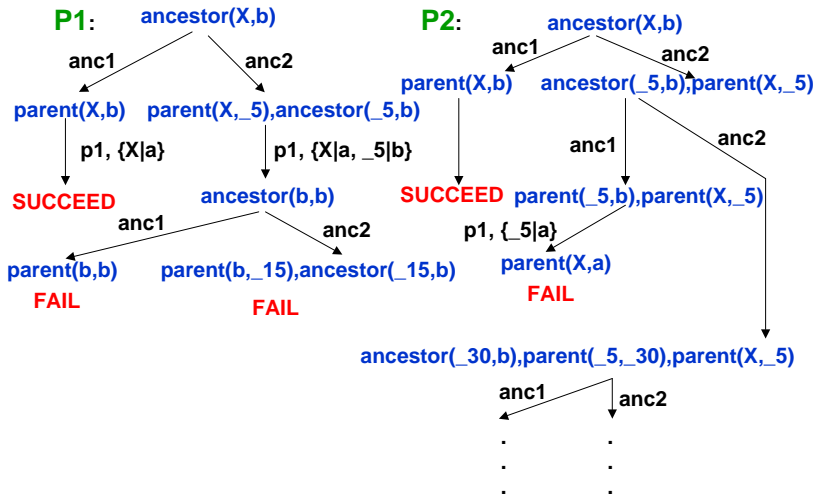 P1:
ancestor(X,b)
anc1
anc2
parent(X,b)
parent(X,_5),ancestor(_5,b)
p1, {X|a}
p1, {X|a, _5|b}
SUCCEED
ancestor(b,b)
anc1
anc2
parent(b,b)
parent(b,_15),ancestor(_15,b)
FAIL
FAIL
P2:
ancestor(X,b)
anc1
anc2
parent(X,b)
ancestor(_5,b),parent(X,_5)
anc1
anc2
SUCCEED
parent(_5,b),parent(X,_5)
p1, {_5|a}
parent(X,a)
FAIL
ancestor(_30,b),parent(_5,_30),parent(X,_5)
anc1
anc2
. .
. .
. .